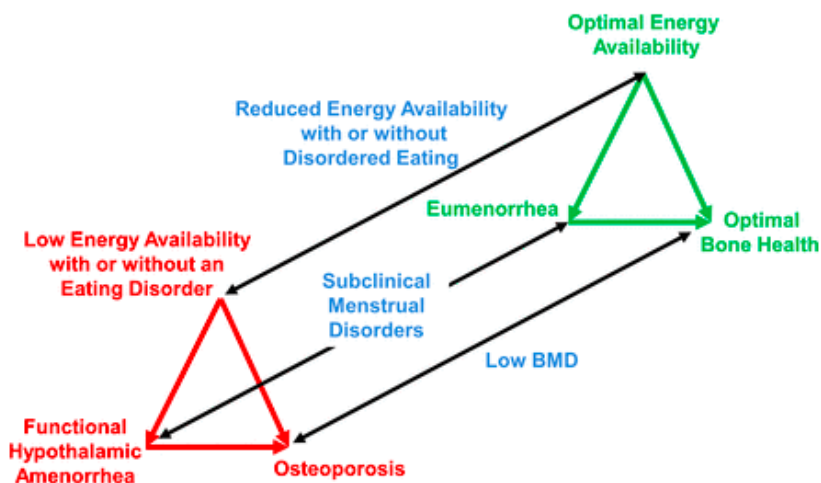 Optimal Energy
Availability
Reduced Energy Availability
with or without
Disordered Eating
Eumenorrhea
Optimal
Bone Health
Low Energy Availability
with or without an
Eating Disorder
Subclinical
Menstrual
Disorders
Low BMD
Functional
Hypothalamic
Amenorrhea
Osteoporosis